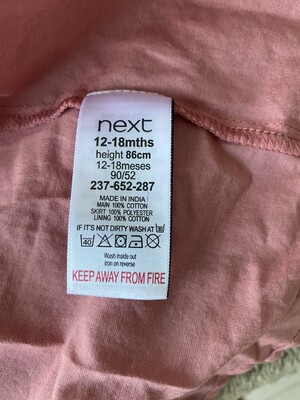 next
12-18mths
height 86cm
12-18meses
90/52
237-652-287
MADE IN INDIA
MAIN 100% COTTON
SKIRT 100% POLYESTER
LINING 100% COTTON
IF IT'S NOT DIRTY WASH AT 30
40
Wash inside out
Iron on reverse
KEEP AWAY FROM FIRE